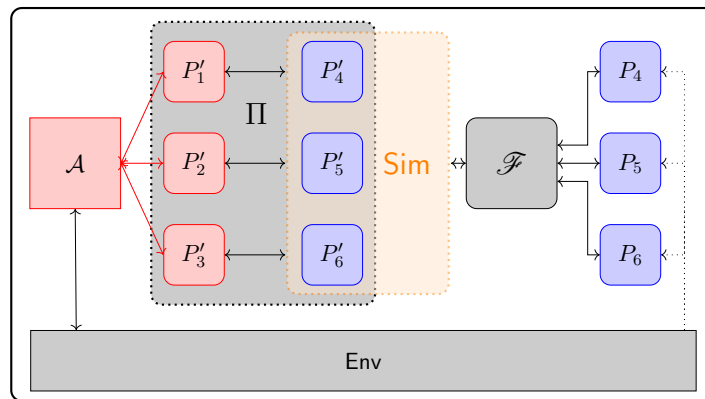 P′₁ P′₄ P₄
Π
𝒜 P′₂ P′₅ Sim ℱ P₅
P′₃ P′₆ P₆
Env